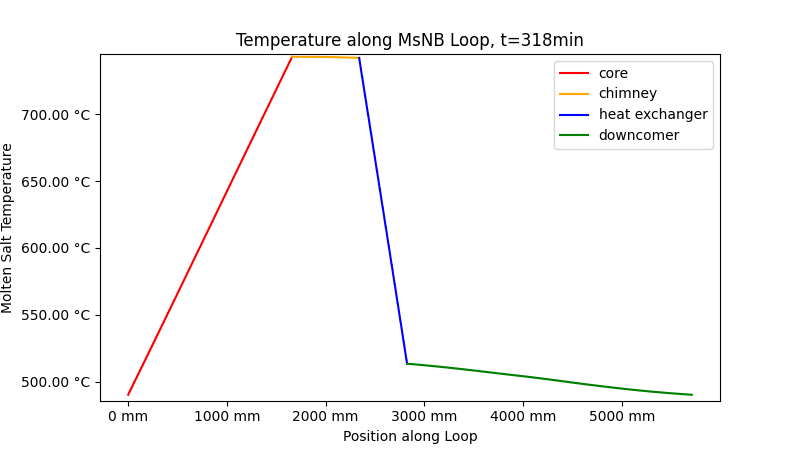 Temperature along MsNB Loop, t=318min
core
chimney
heat exchanger
downcomer
Molten Salt Temperature
700.00 °C
650.00 °C
600.00 °C
550.00 °C
500.00 °C
0 mm
1000 mm
2000 mm
3000 mm
4000 mm
5000 mm
Position along Loop